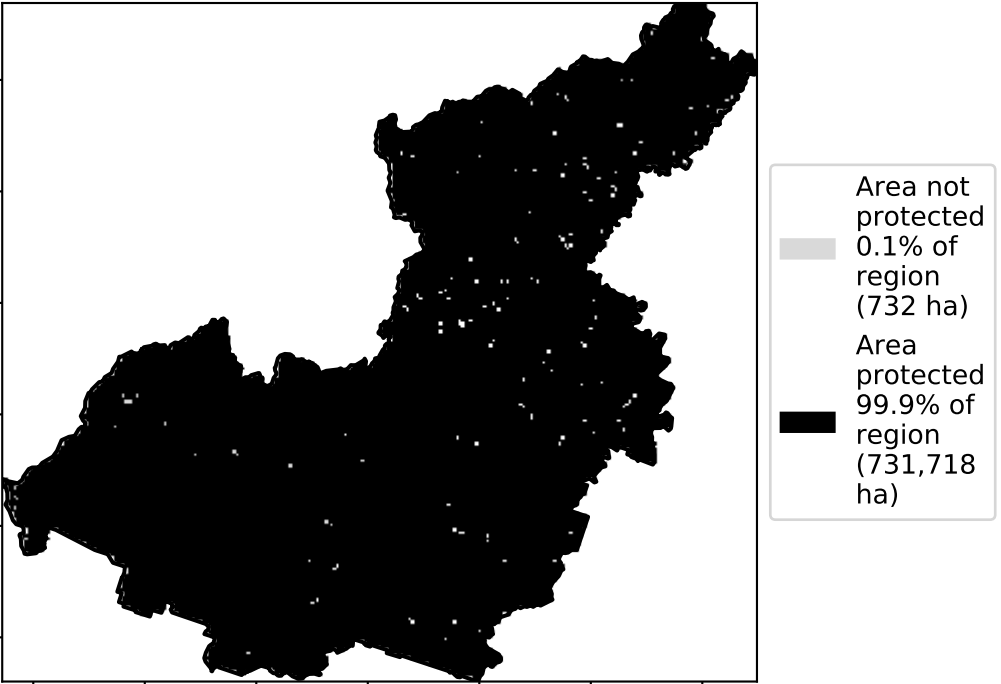 Area not
protected
0.1% of
region
(732 ha)
Area
protected
99.9% of
region
(731,718
ha)